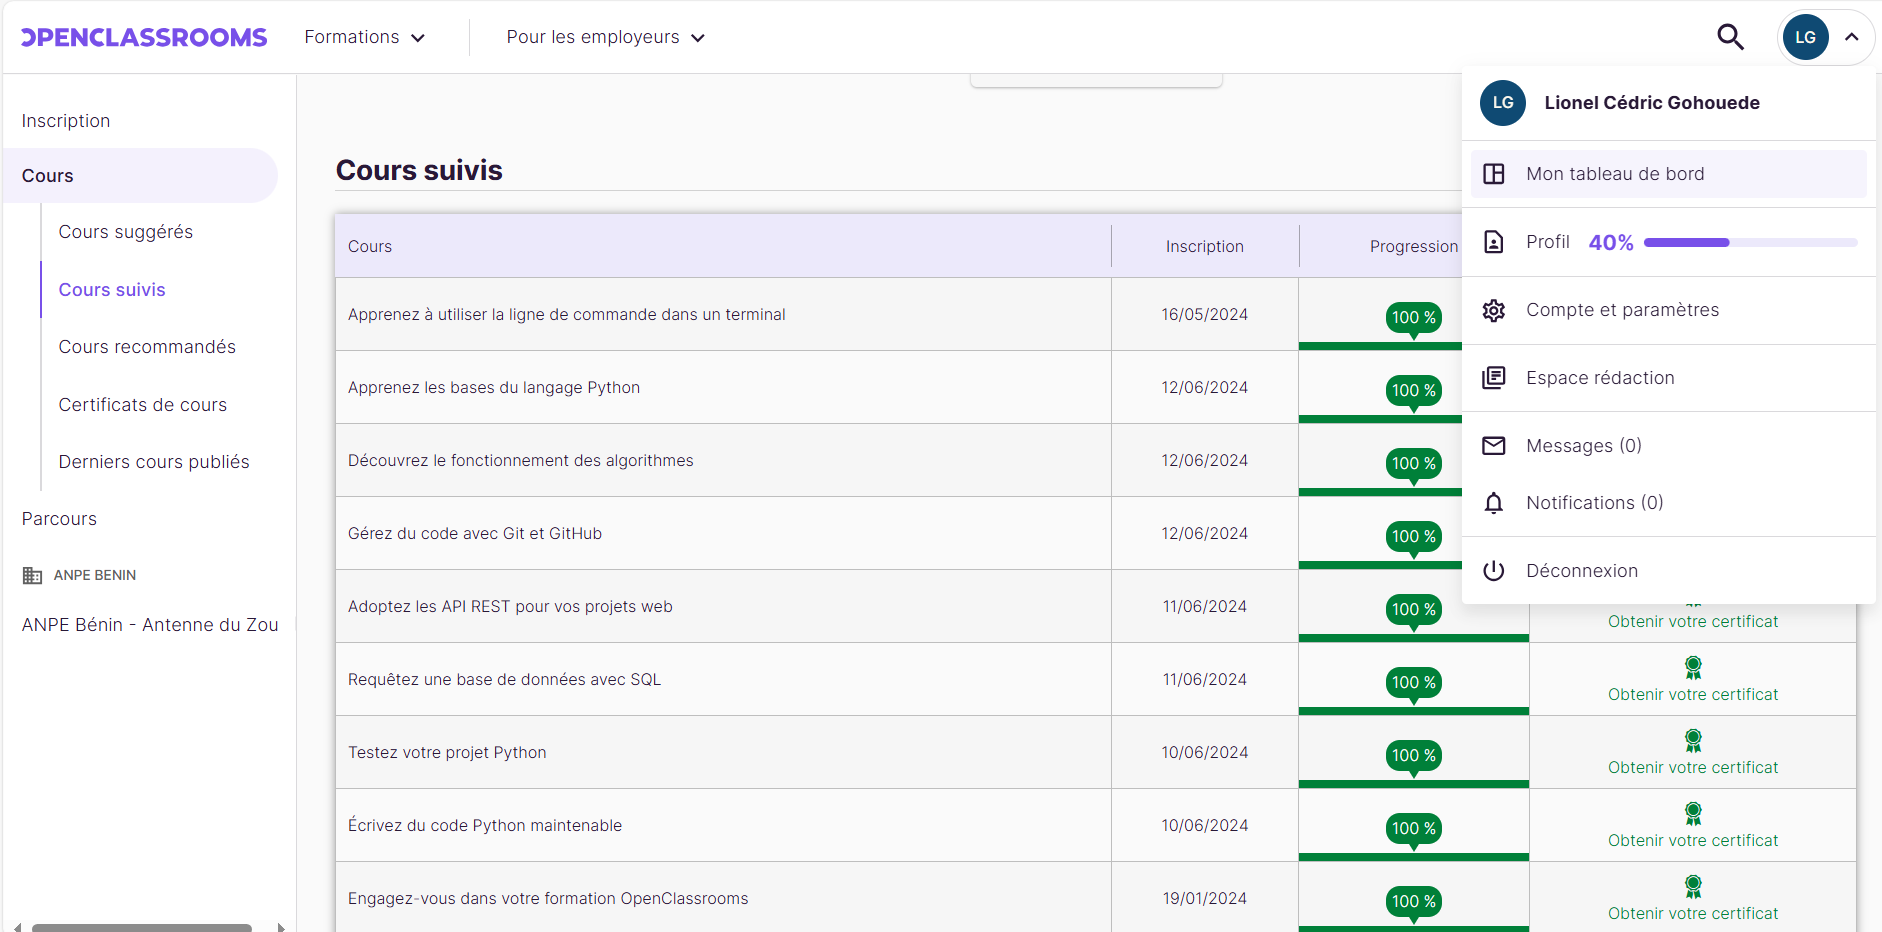 OPENCLASSROOMS
Formations
Pour les employeurs
LG
LG
Lionel Cédric Gohouede
Mon tableau de bord
Profil 40%
Compte et paramètres
Espace rédaction
Messages (0)
Notifications (0)
Déconnexion
Inscription
Cours
Cours suggérés
Cours suivis
Cours recommandés
Certificats de cours
Derniers cours publiés
Parcours
ANPE BENIN
ANPE Bénin - Antenne du Zou
Cours suivis
Cours Inscription Progression
Apprenez à utiliser la ligne de commande dans un terminal 16/05/2024 100 %
Apprenez les bases du langage Python 12/06/2024 100 %
Découvrez le fonctionnement des algorithmes 12/06/2024 100 %
Gérez du code avec Git et GitHub 12/06/2024 100 %
Adoptez les API REST pour vos projets web 11/06/2024 100 % Obtenir votre certificat
Requêtez une base de données avec SQL 11/06/2024 100 % Obtenir votre certificat
Testez votre projet Python 10/06/2024 100 % Obtenir votre certificat
Écrivez du code Python maintenable 10/06/2024 100 % Obtenir votre certificat
Engagez-vous dans votre formation OpenClassrooms 19/01/2024 100 % Obtenir votre certificat